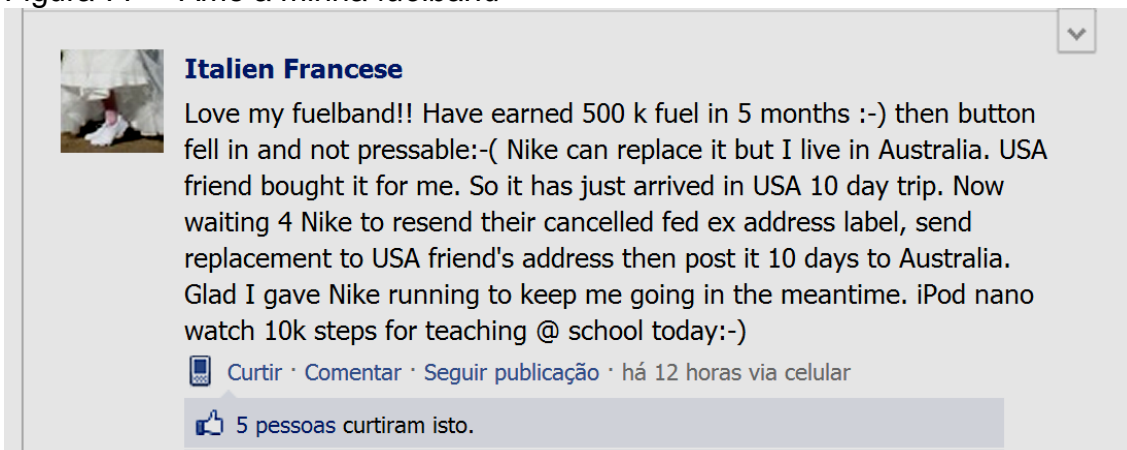 Italien Francese
Love my fuelband!! Have earned 500 k fuel in 5 months :-) then button
fell in and not pressable:-( Nike can replace it but I live in Australia. USA
friend bought it for me. So it has just arrived in USA 10 day trip. Now
waiting 4 Nike to resend their cancelled fed ex address label, send
replacement to USA friend's address then post it 10 days to Australia.
Glad I gave Nike running to keep me going in the meantime. iPod nano
watch 10k steps for teaching @ school today:-)
Curtir · Comentar · Seguir publicação · há 12 horas via celular
5 pessoas curtiram isto.